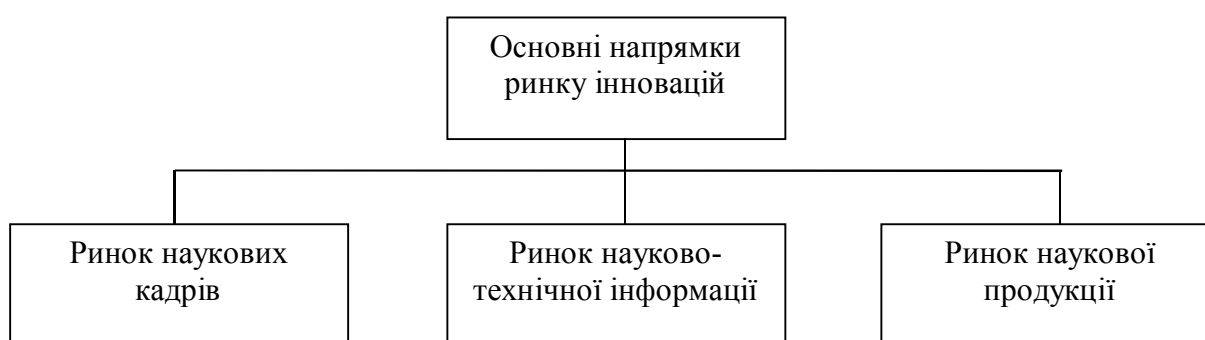 Основні напрямки
ринку інновацій
Ринок наукових
кадрів
Ринок науково-
технічної інформації
Ринок наукової
продукції